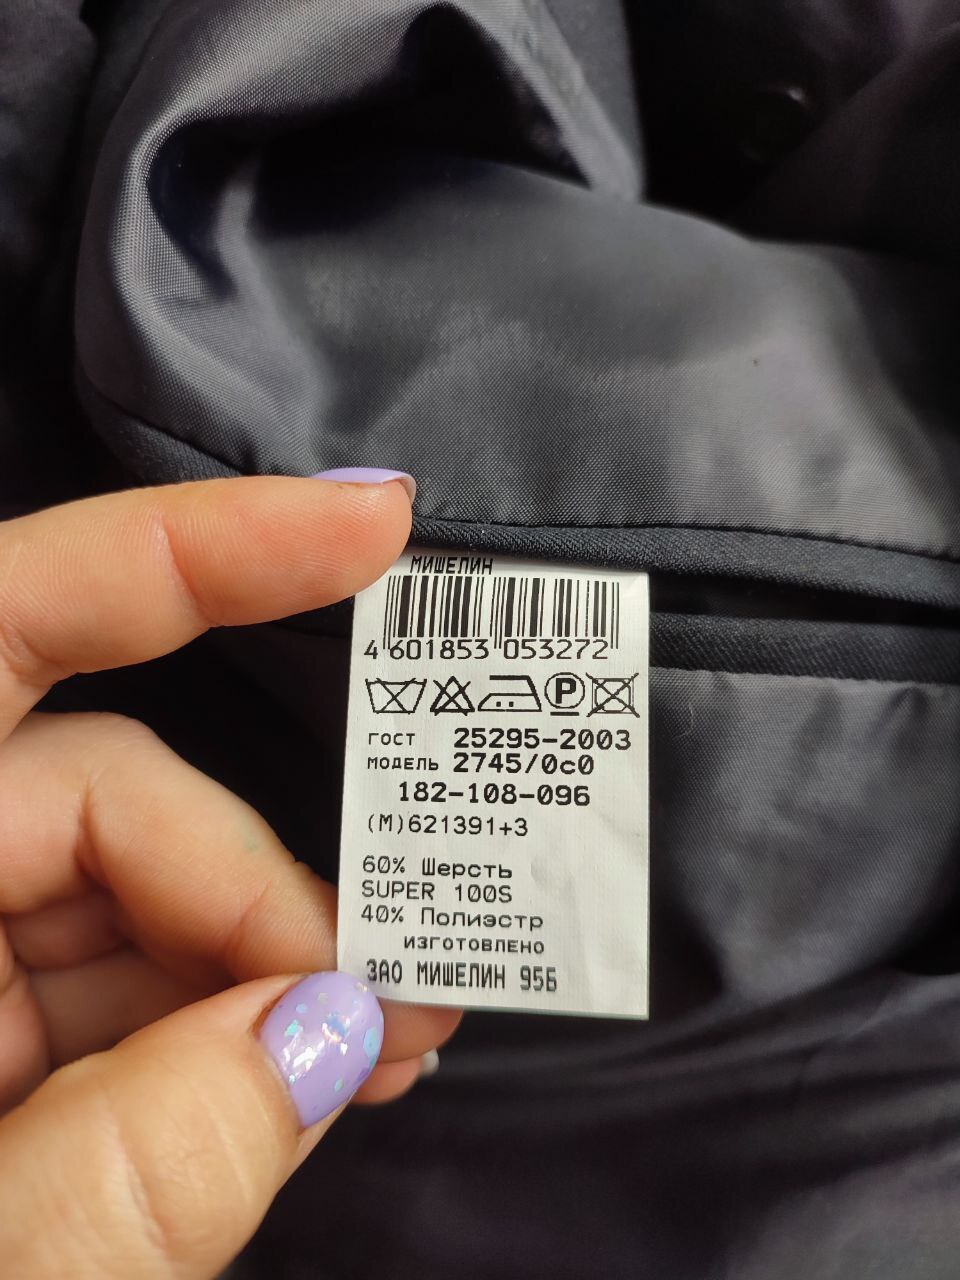 МИШЕЛИН
4 601853 053272
P
ГОСТ 25295-2003
МОДЕЛЬ 2745/0с0
182-108-096
(М)621391+3
60% Шерсть
SUPER 100S
40% Полиэстр
ИЗГОТОВЛЕНО
ЗАО МИШЕЛИН 95Б